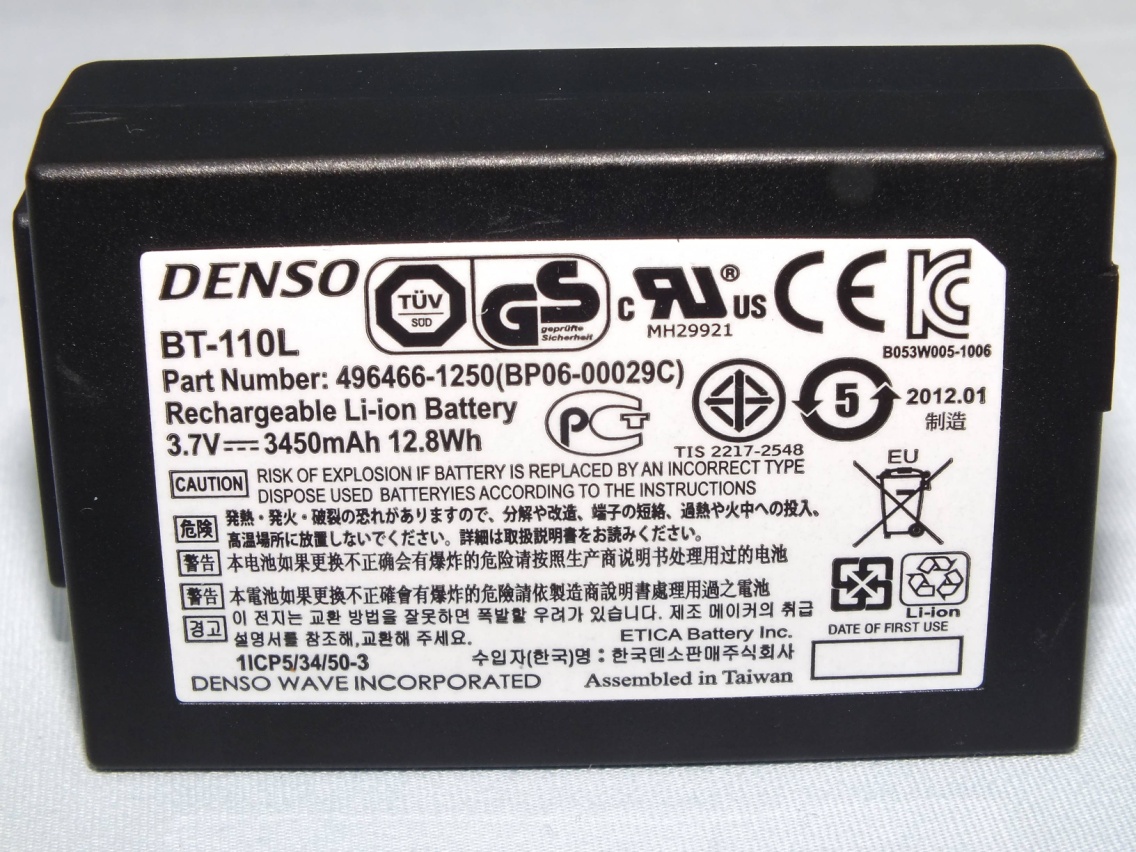 DENSO
TÜV
SÜD
GS
geprüfte
Sicherheit
c RU® US
MH29921
CE
KC
B053W005-1006
BT-110L
Part Number: 496466-1250(BP06-00029C)
Rechargeable Li-ion Battery
3.7V⎓3450mAh 12.8Wh
PCT
TIS 2217-2548
5
2012.01
制造
EU
CAUTION
RISK OF EXPLOSION IF BATTERY IS REPLACED BY AN INCORRECT TYPE
DISPOSE USED BATTERYIES ACCORDING TO THE INSTRUCTIONS
危険
発熱・発火・破裂の恐れがありますので、分解や改造、端子の短絡、過熱や火中への投入、
高温場所に放置しないでください。詳細は取扱説明書をお読みください。
警告 本电池如果更换不正确会有爆炸的危险请按照生产商说明书处理用过的电池
警告 本電池如果更換不正確會有爆炸的危險請依製造商說明書處理用過之電池
경고
이 전지는 교환 방법을 잘못하면 폭발할 우려가 있습니다. 제조 메이커의 취급
설명서를 참조해,교환해 주세요.
ETICA Battery Inc.
1ICP5/34/50-3
수입자(한국)명 : 한국덴소판매주식회사
DENSO WAVE INCORPORATED
Assembled in Taiwan
Li-ion
DATE OF FIRST USE